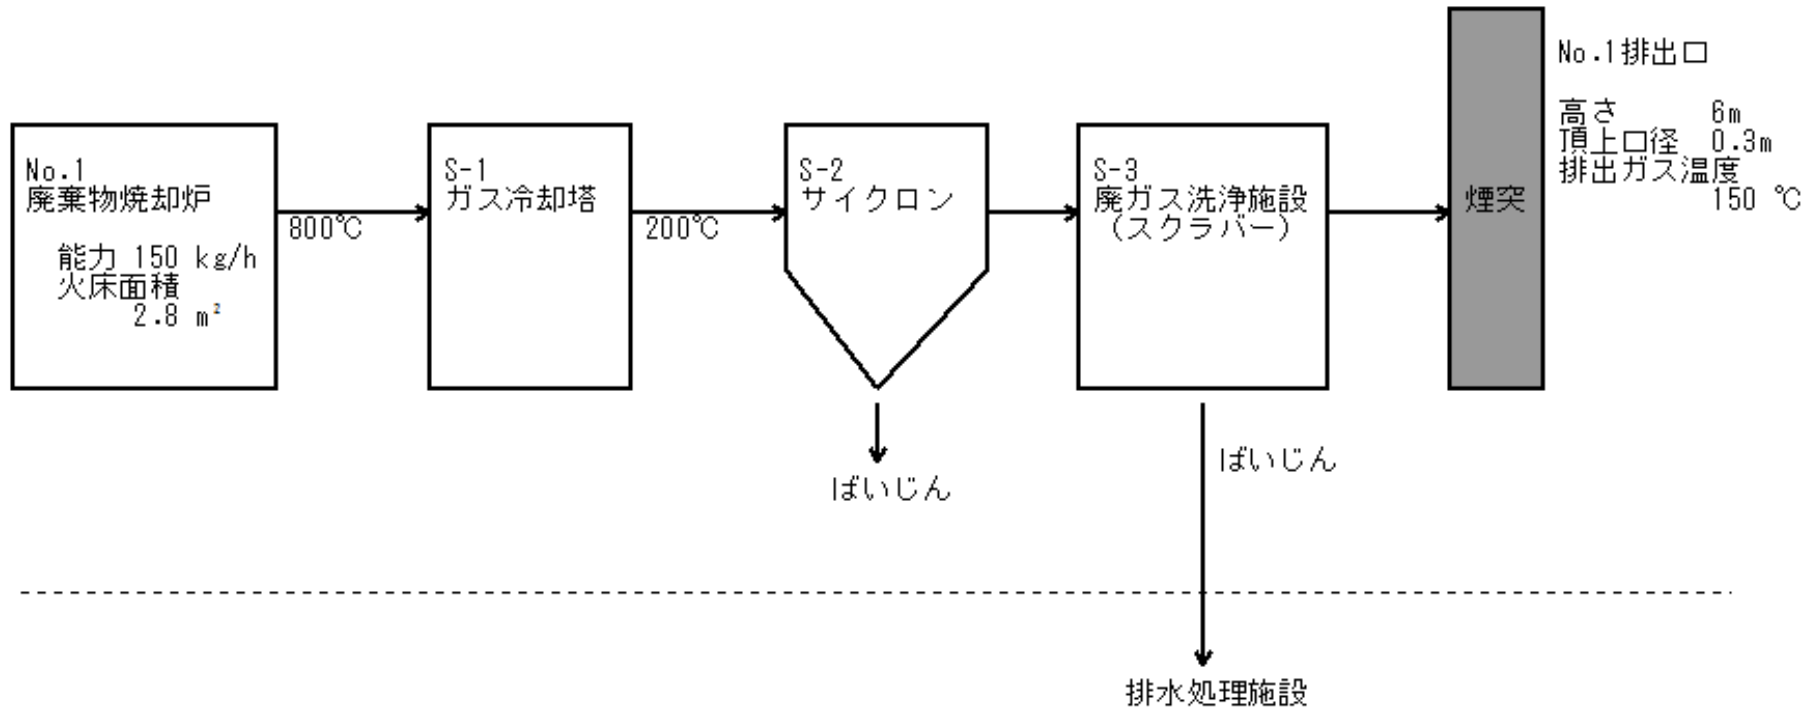 No.1
廃棄物焼却炉
能力 150 kg/h
火床面積
2.8 m²
800℃
S-1
ガス冷却塔
200℃
S-2
サイクロン
ばいじん
S-3
廃ガス洗浄施設
(スクラバー)
ばいじん
排水処理施設
煙突
No.1排出口
高さ 6m
頂上口径 0.3m
排出ガス温度
150 ℃